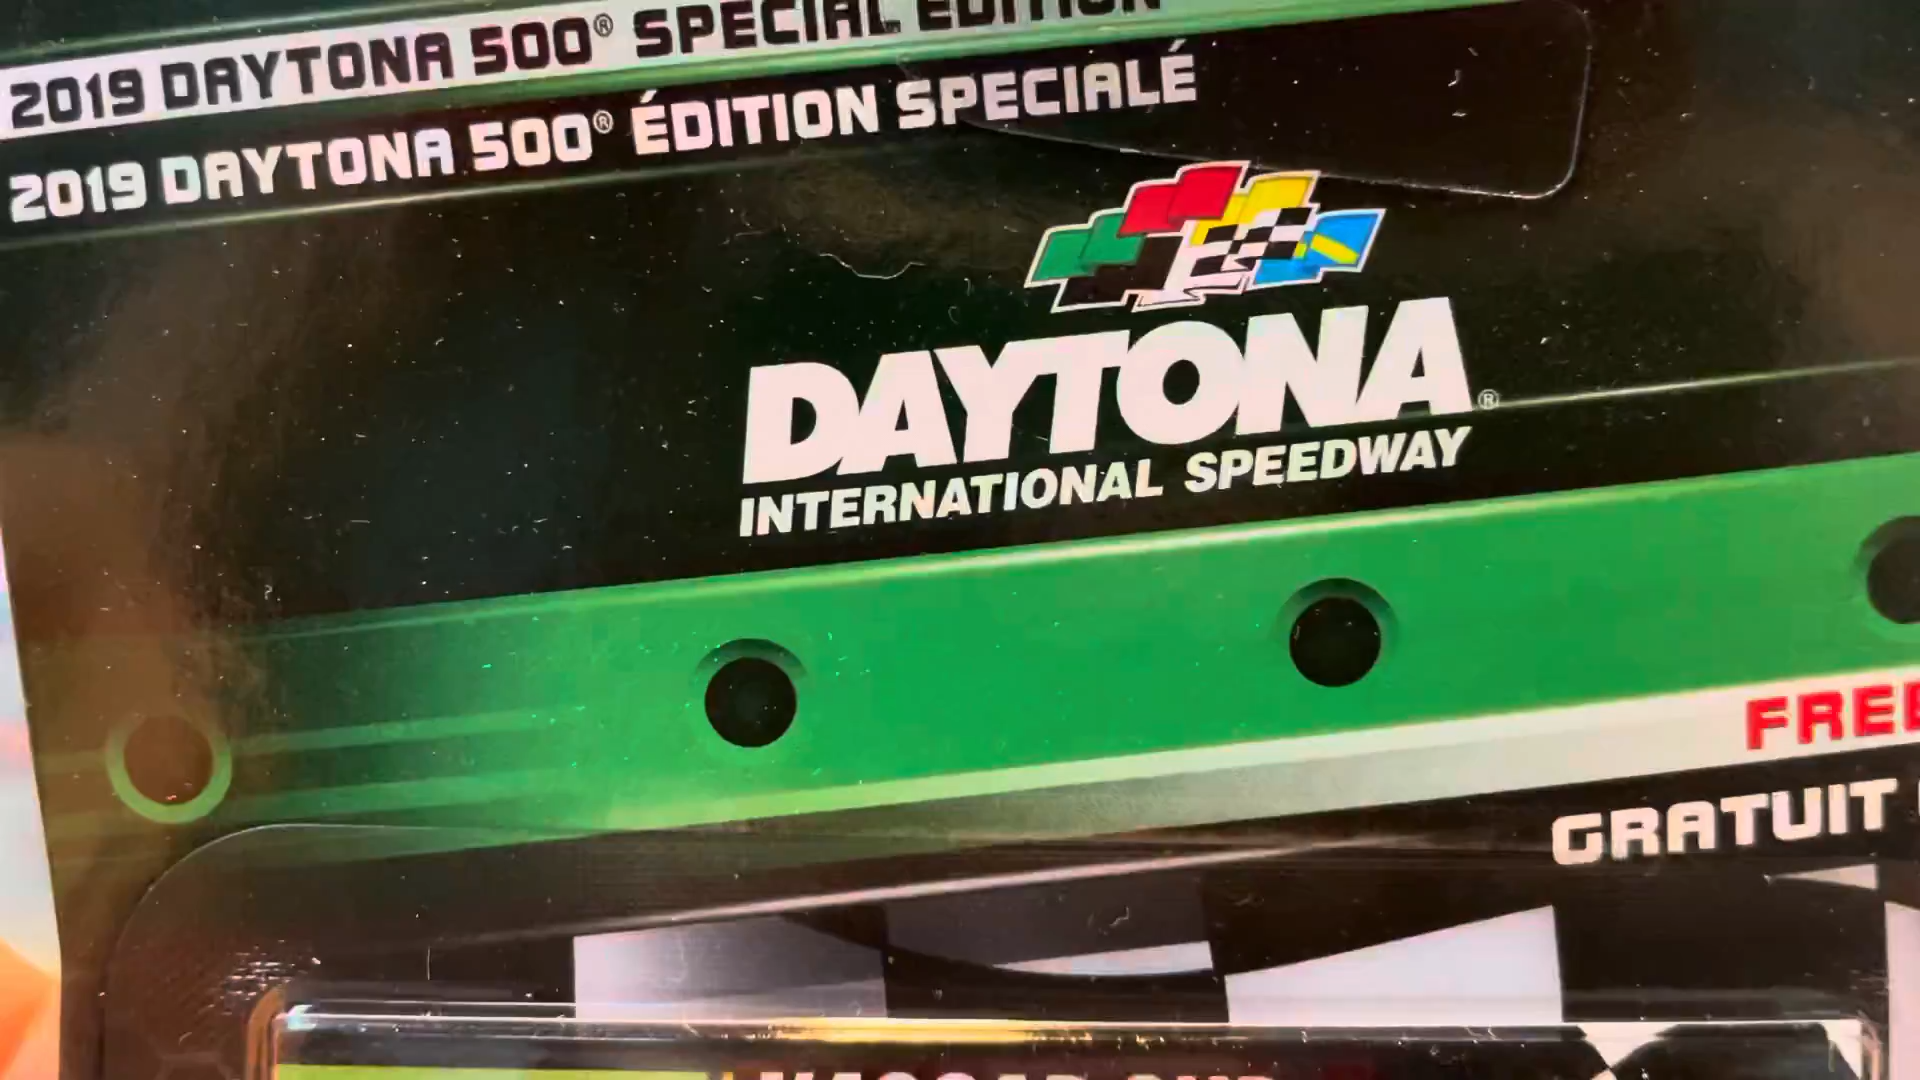 2019 DAYTONA 500® SPECIAL EDITION
2019 DAYTONA 500® ÉDITION SPECIALÉ
DAYTONA®
INTERNATIONAL SPEEDWAY
GRATUIT